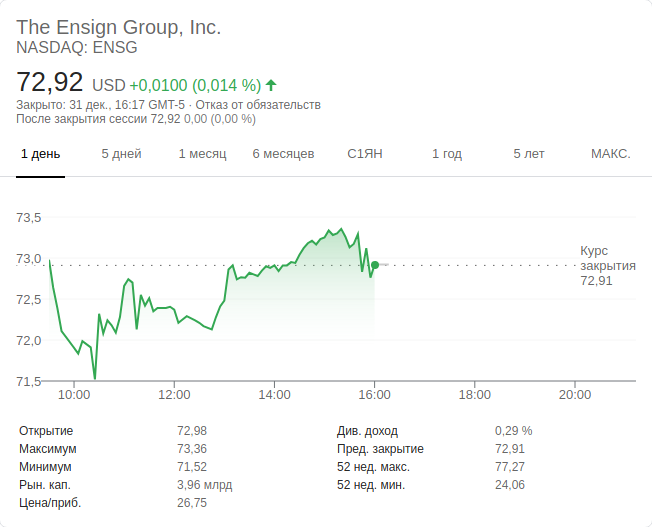 The Ensign Group, Inc.
NASDAQ: ENSG
72,92 USD +0,0100 (0,014 %)
Закрыто: 31 дек., 16:17 GMT-5 · Отказ от обязательств
После закрытия сессии 72,92 0,00 (0,00 %)
1 день 5 дней 1 месяц 6 месяцев С1ЯН 1 год 5 лет МАКС.
73,5
73,0
72,5
72,0
71,5
Курс
закрытия
72,91
10:00 12:00 14:00 16:00 18:00 20:00
Открытие 72,98 Див. доход 0,29 %
Максимум 73,36 Пред. закрытие 72,91
Минимум 71,52 52 нед. макс. 77,27
Рын. кап. 3,96 млрд 52 нед. мин. 24,06
Цена/приб. 26,75